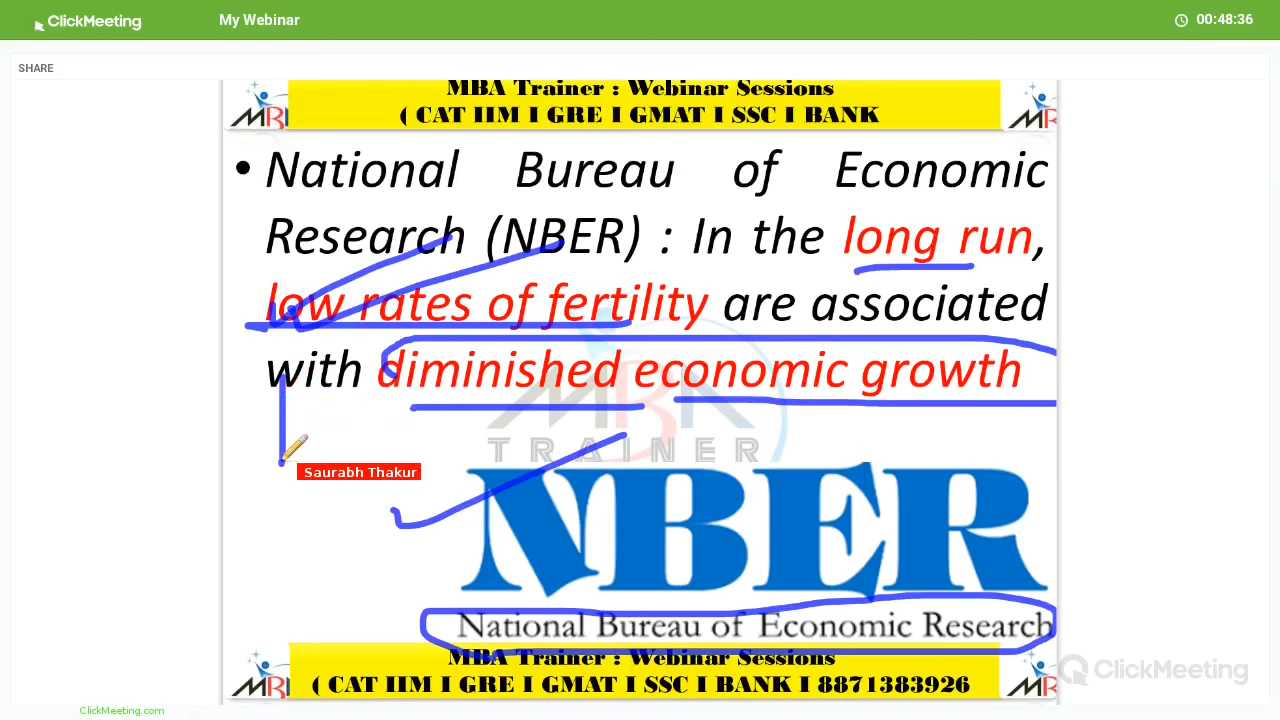 ClickMeeting
My Webinar
00:48:36
SHARE
MBA Trainer : Webinar Sessions
( CAT IIM I GRE I GMAT I SSC I BANK
• National Bureau of Economic
Research (NBER) : In the long run,
low rates of fertility are associated
with diminished economic growth
MBA
TRAINER
Saurabh Thakur
NBER
National Bureau of Economic Research
MBA Trainer : Webinar Sessions
( CAT IIM I GRE I GMAT I SSC I BANK I 8871383926
ClickMeeting
ClickMeeting.com